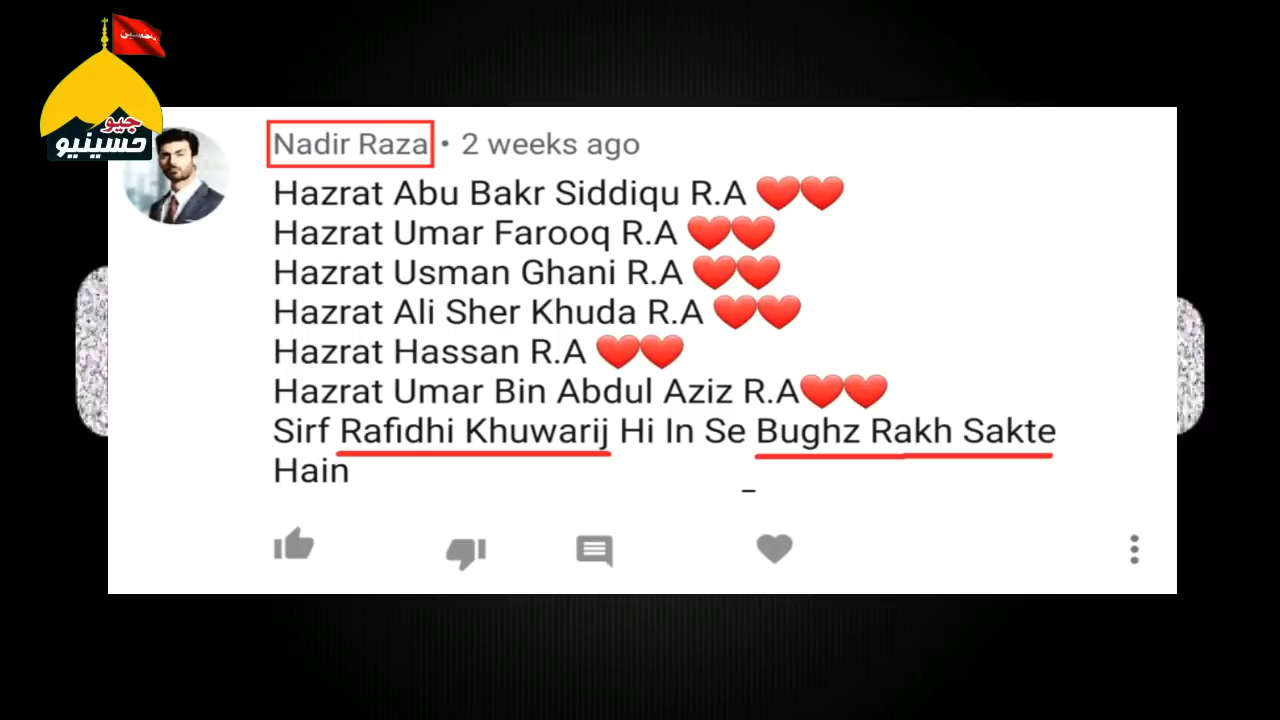 جیو
حسینیو
Nadir Raza • 2 weeks ago
Hazrat Abu Bakr Siddiqu R.A ❤️❤️
Hazrat Umar Farooq R.A ❤️❤️
Hazrat Usman Ghani R.A ❤️❤️
Hazrat Ali Sher Khuda R.A ❤️❤️
Hazrat Hassan R.A ❤️❤️
Hazrat Umar Bin Abdul Aziz R.A❤️❤️
Sirf Rafidhi Khuwarij Hi In Se Bughz Rakh Sakte
Hain